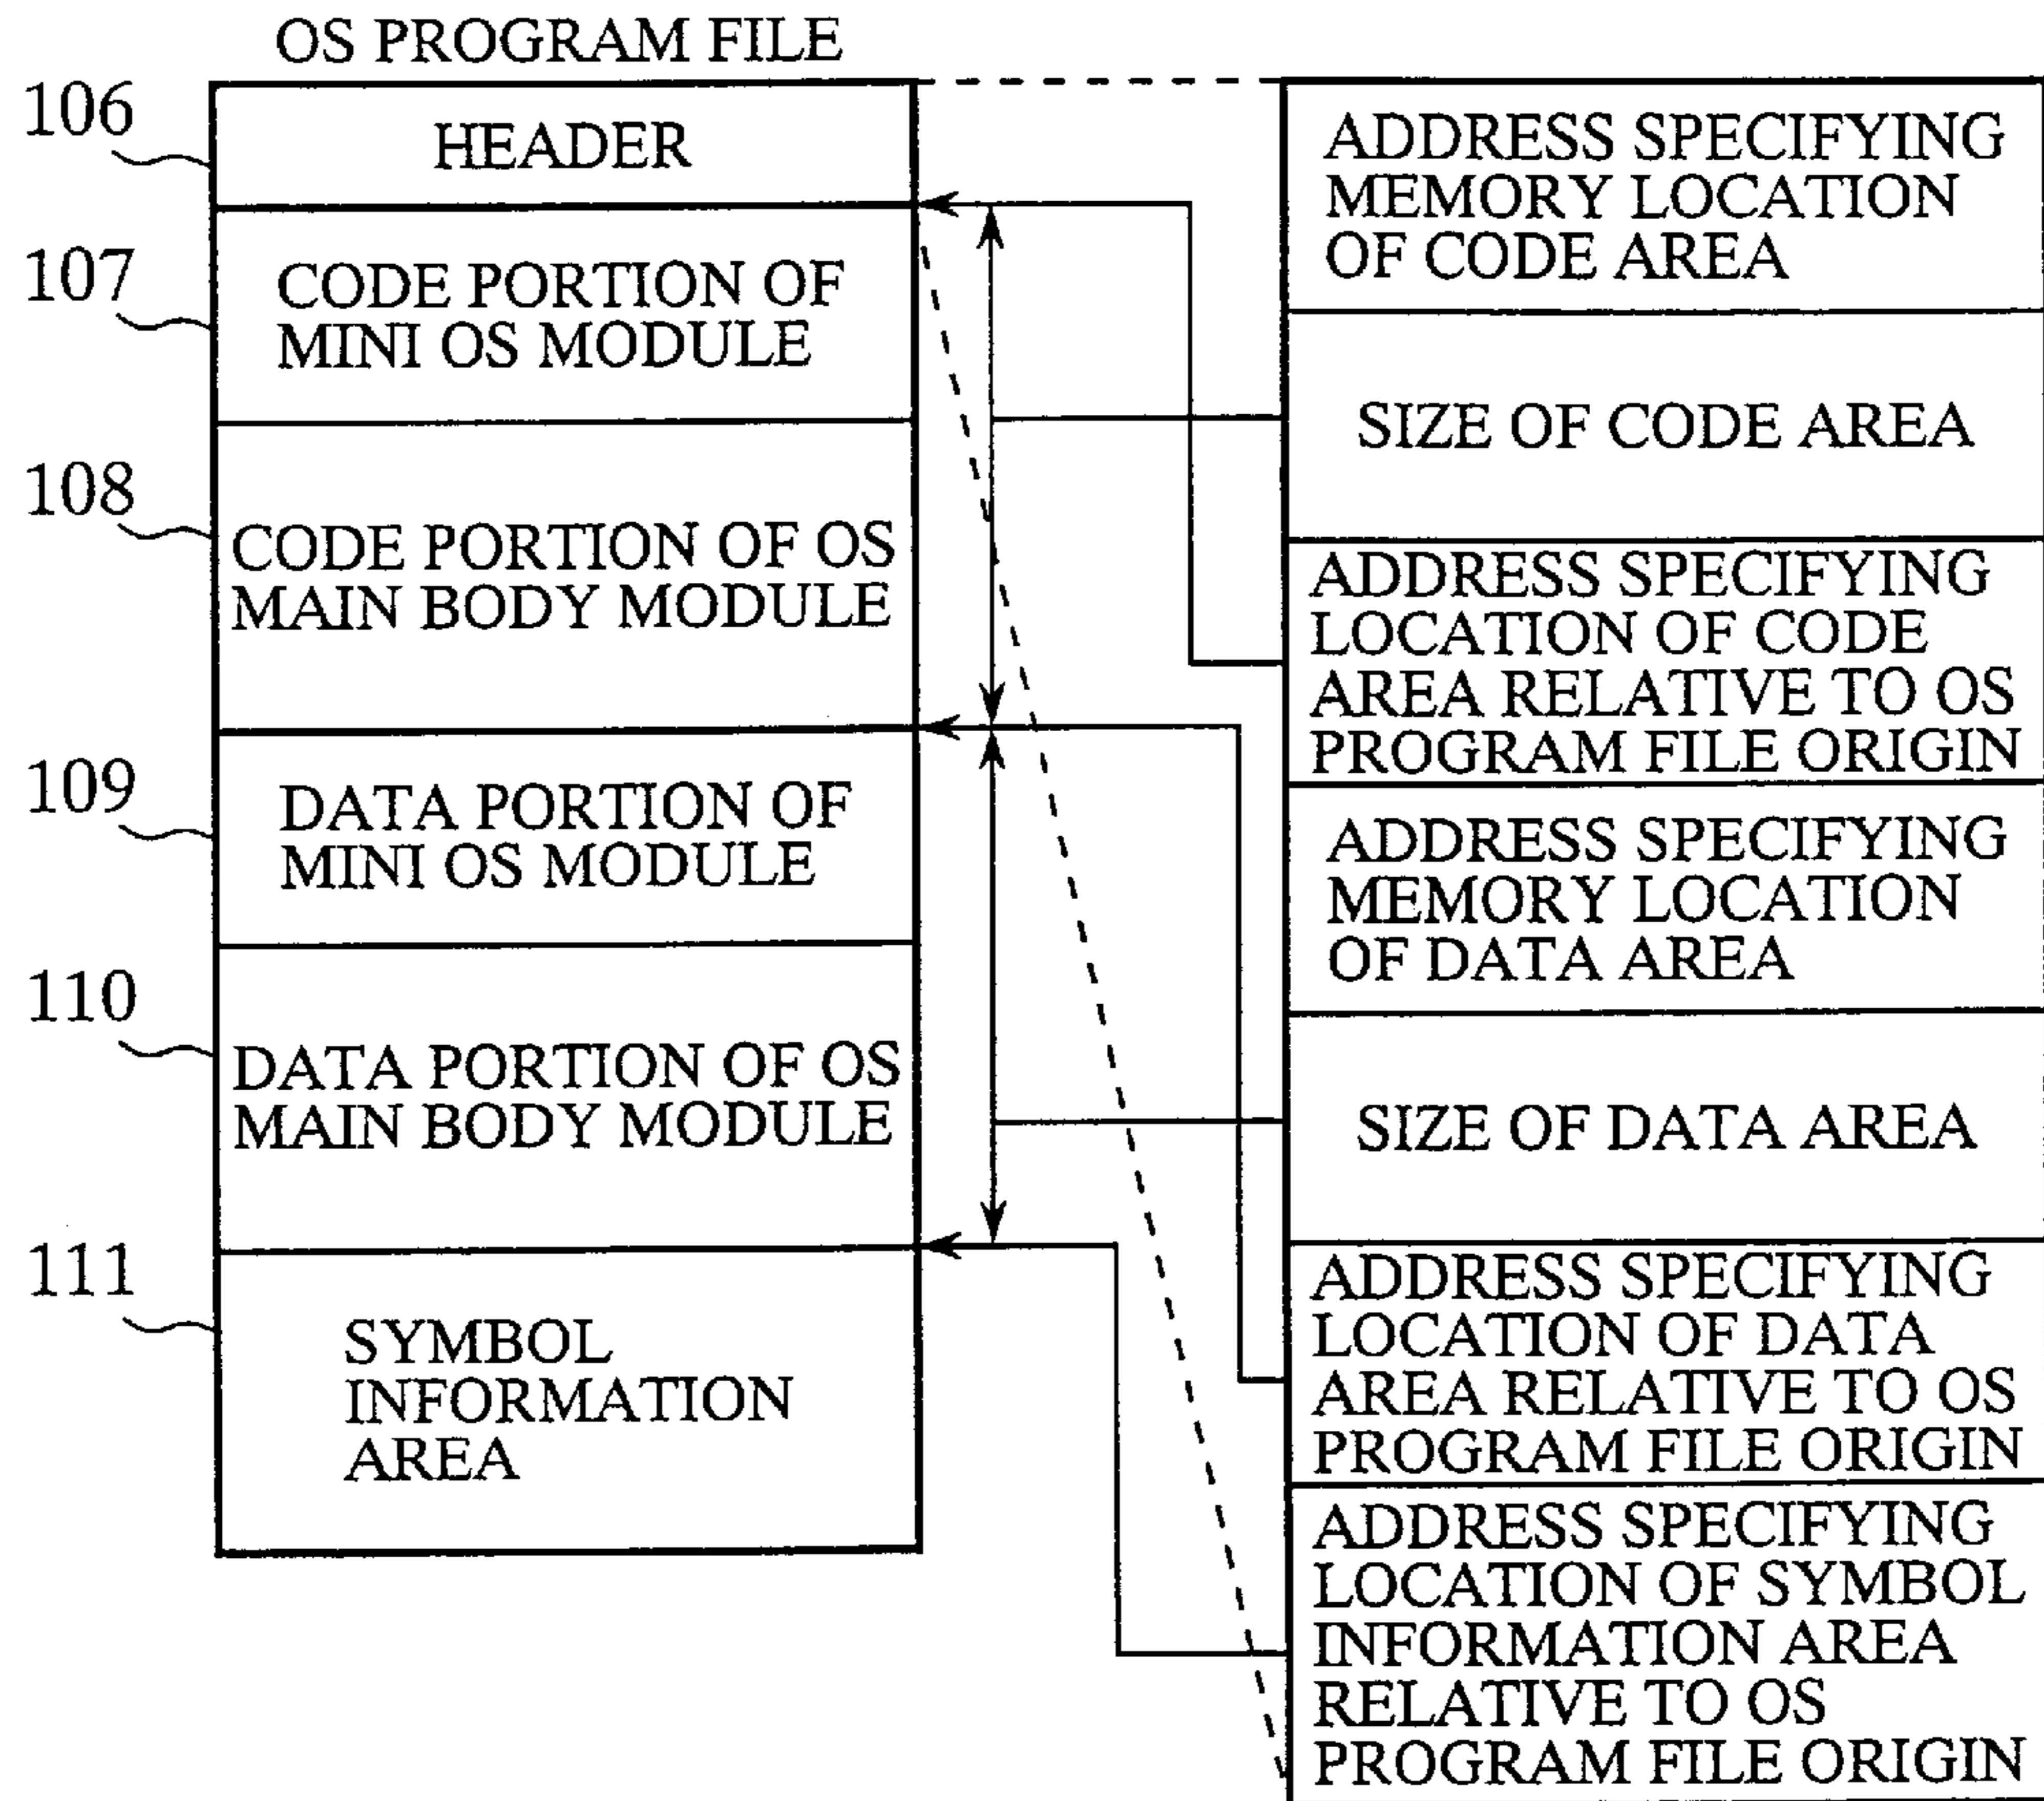 OS PROGRAM FILE
106
HEADER
107
CODE PORTION OF
MINI OS MODULE
108
CODE PORTION OF OS
MAIN BODY MODULE
109
DATA PORTION OF
MINI OS MODULE
110
DATA PORTION OF OS
MAIN BODY MODULE
111
SYMBOL
INFORMATION
AREA
ADDRESS SPECIFYING
MEMORY LOCATION
OF CODE AREA
SIZE OF CODE AREA
ADDRESS SPECIFYING
LOCATION OF CODE
AREA RELATIVE TO OS
PROGRAM FILE ORIGIN
ADDRESS SPECIFYING
MEMORY LOCATION
OF DATA AREA
SIZE OF DATA AREA
ADDRESS SPECIFYING
LOCATION OF DATA
AREA RELATIVE TO OS
PROGRAM FILE ORIGIN
ADDRESS SPECIFYING
LOCATION OF SYMBOL
INFORMATION AREA
RELATIVE TO OS
PROGRAM FILE ORIGIN